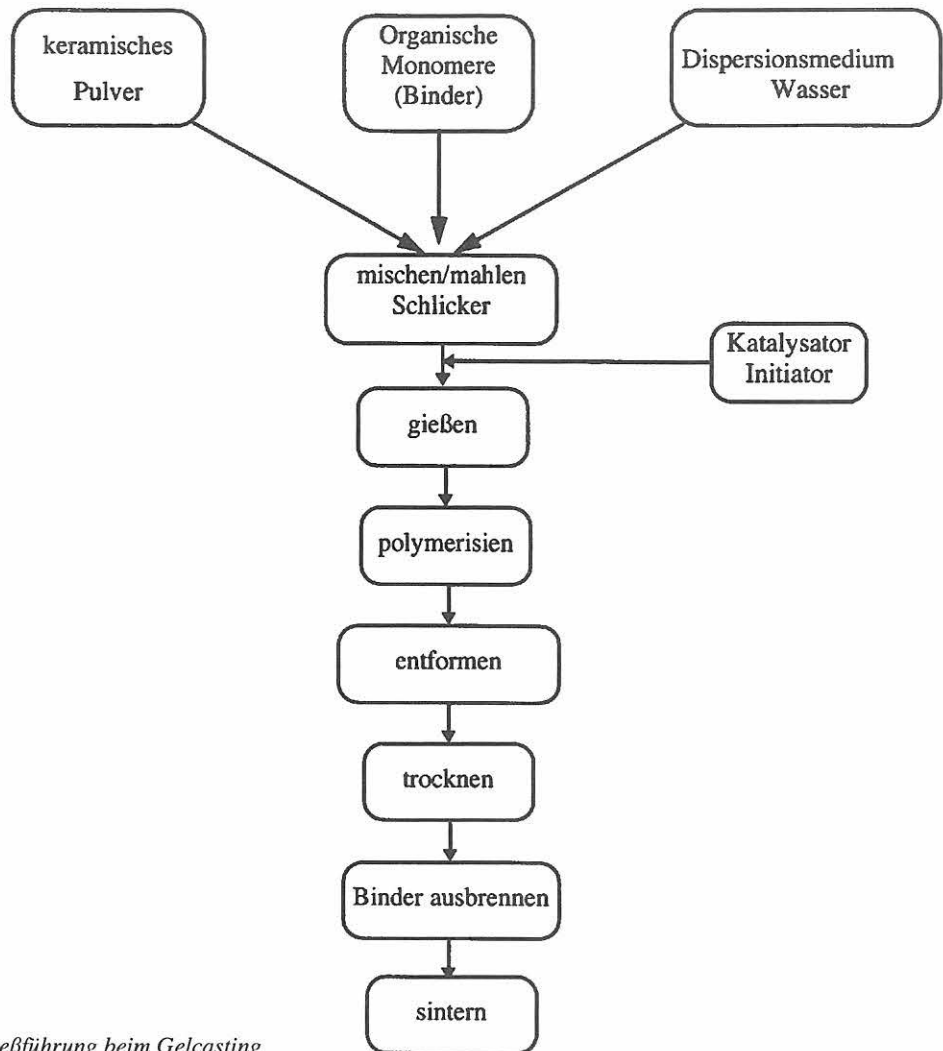 keramisches
Pulver
Organische
Monomere
(Binder)
Dispersionsmedium
Wasser
mischen/mahlen
Schlicker
Katalysator
Initiator
gießen
polymerisien
entformen
trocknen
Binder ausbrennen
sintern
beim Gelcasting